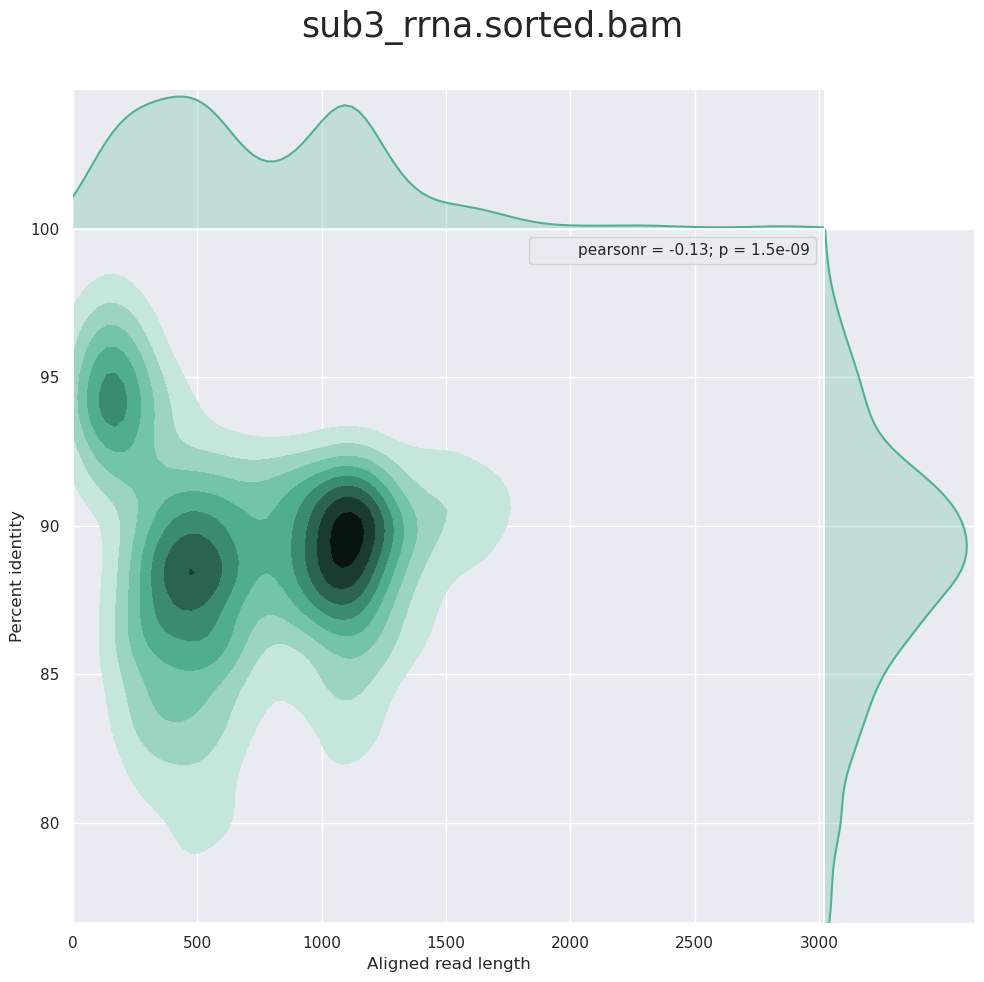 sub3_rrna.sorted.bam
pearsonr = -0.13; p = 1.5e-09
100
95
90
85
80
Percent identity
0 500 1000 1500 2000 2500 3000
Aligned read length